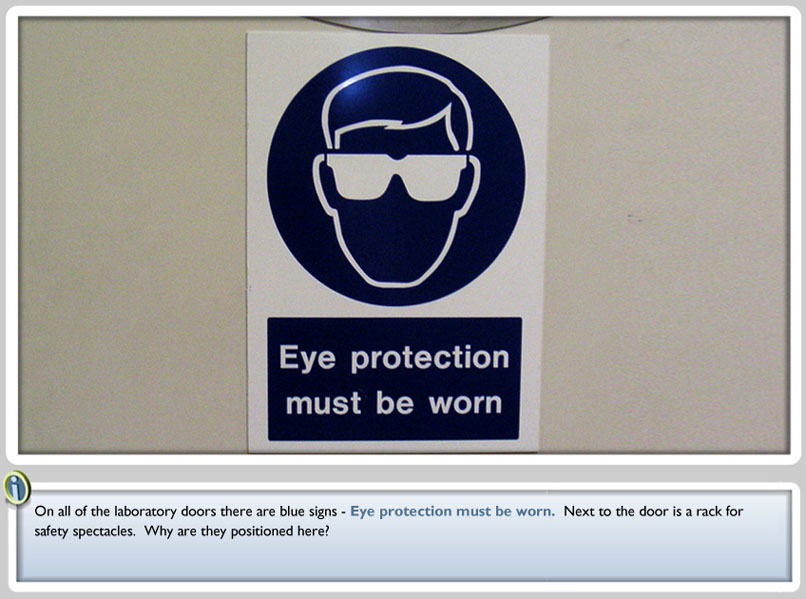 Eye protection
must be worn
On all of the laboratory doors there are blue signs - Eye protection must be worn. Next to the door is a rack for
safety spectacles. Why are they positioned here?